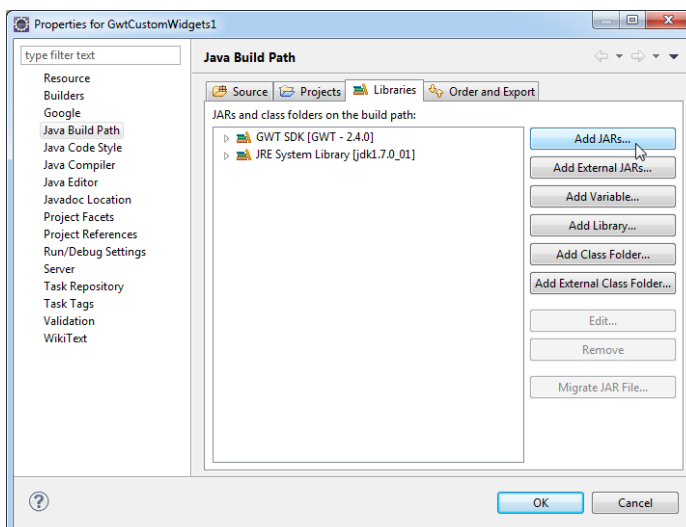 Properties for GwtCustomWidgets1
type filter text
Resource
Builders
Google
Java Build Path
Java Code Style
Java Compiler
Java Editor
Javadoc Location
Project Facets
Project References
Run/Debug Settings
Server
Task Repository
Task Tags
Validation
WikiText
Java Build Path
Source Projects Libraries Order and Export
JARs and class folders on the build path:
GWT SDK [GWT - 2.4.0]
JRE System Library [jdk1.7.0_01]
Add JARs...
Add External JARs...
Add Variable...
Add Library...
Add Class Folder...
Add External Class Folder...
Edit...
Remove
Migrate JAR File...
?
OK Cancel